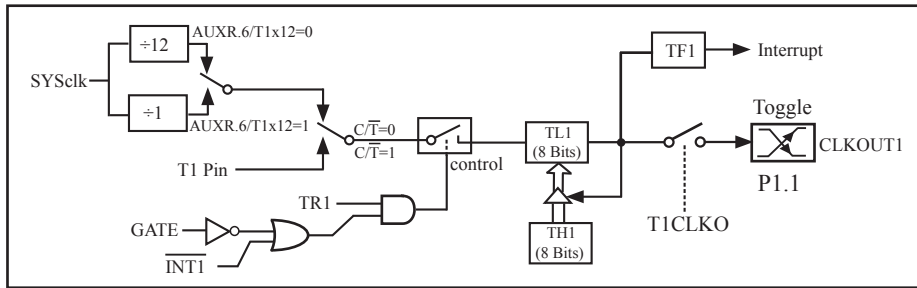 AUXR.6/T1x12=0
÷12
SYSclk
÷1
AUXR.6/T1x12=1
C/T̅=0
C/T̅=1
T1 Pin
control
TL1
(8 Bits)
TF1
Interrupt
Toggle
CLKOUT1
P1.1
T1CLKO
TR1
GATE
I̅N̅T̅1̅
TH1
(8 Bits)